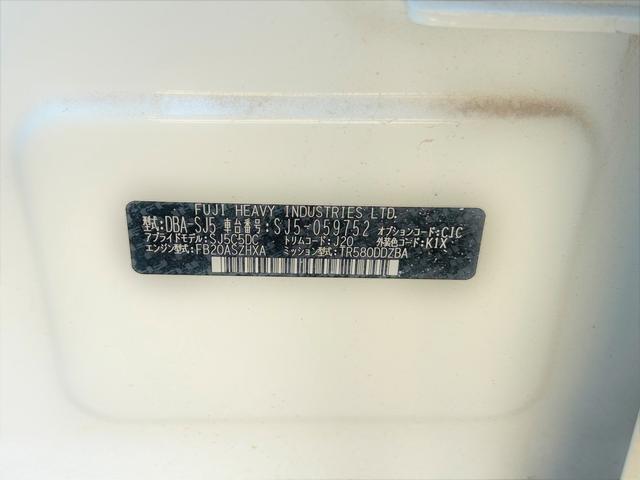 FUJI HEAVY INDUSTRIES LTD.
型式:DBA-SJ5 車台番号:SJ5-059752 オプションコード:CIC
アプライドモデル:SJ5C5DC トリムコード:J20 外装色コード:K1X
エンジン型式:FB20ASZHXA ミッション型式:TR580DDZBA